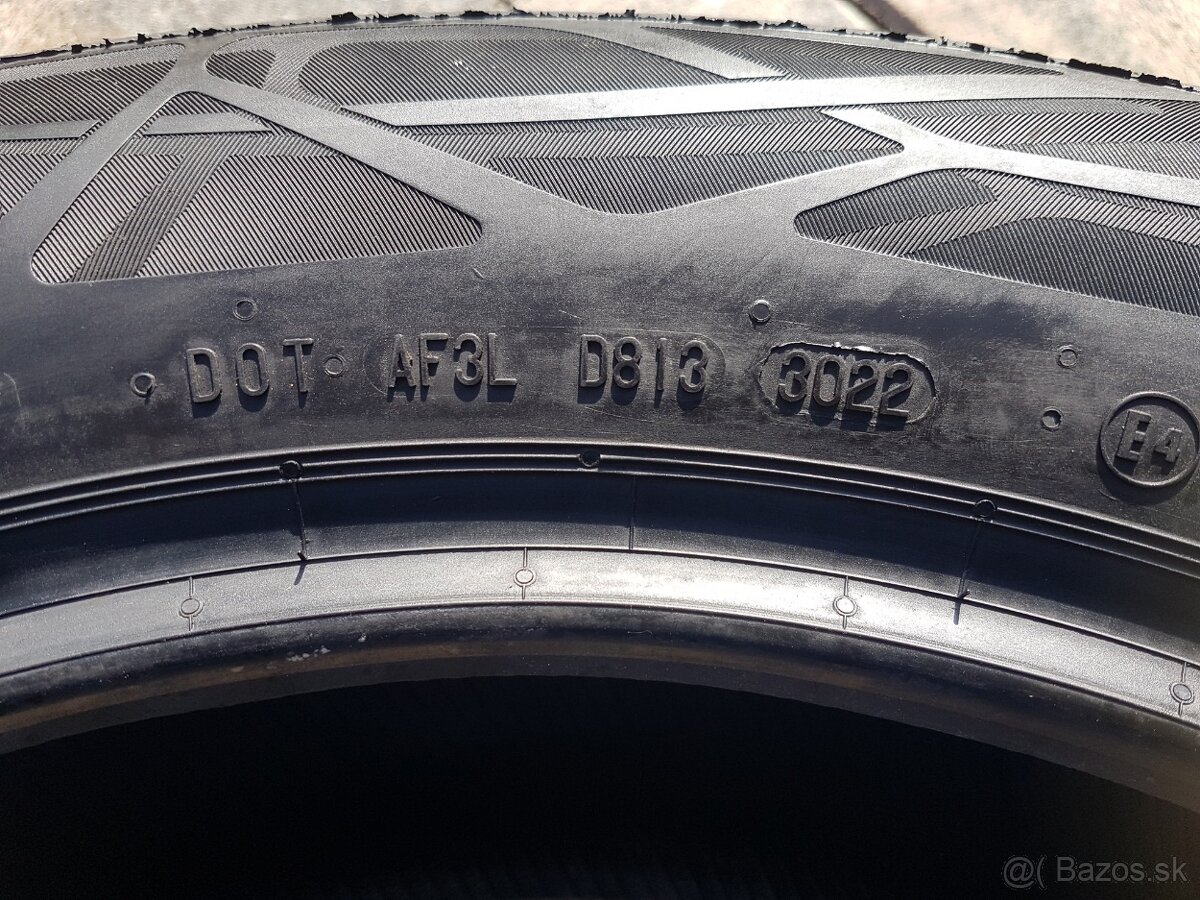 DOT AF3L D813 3022
E4
@( Bazos.sk